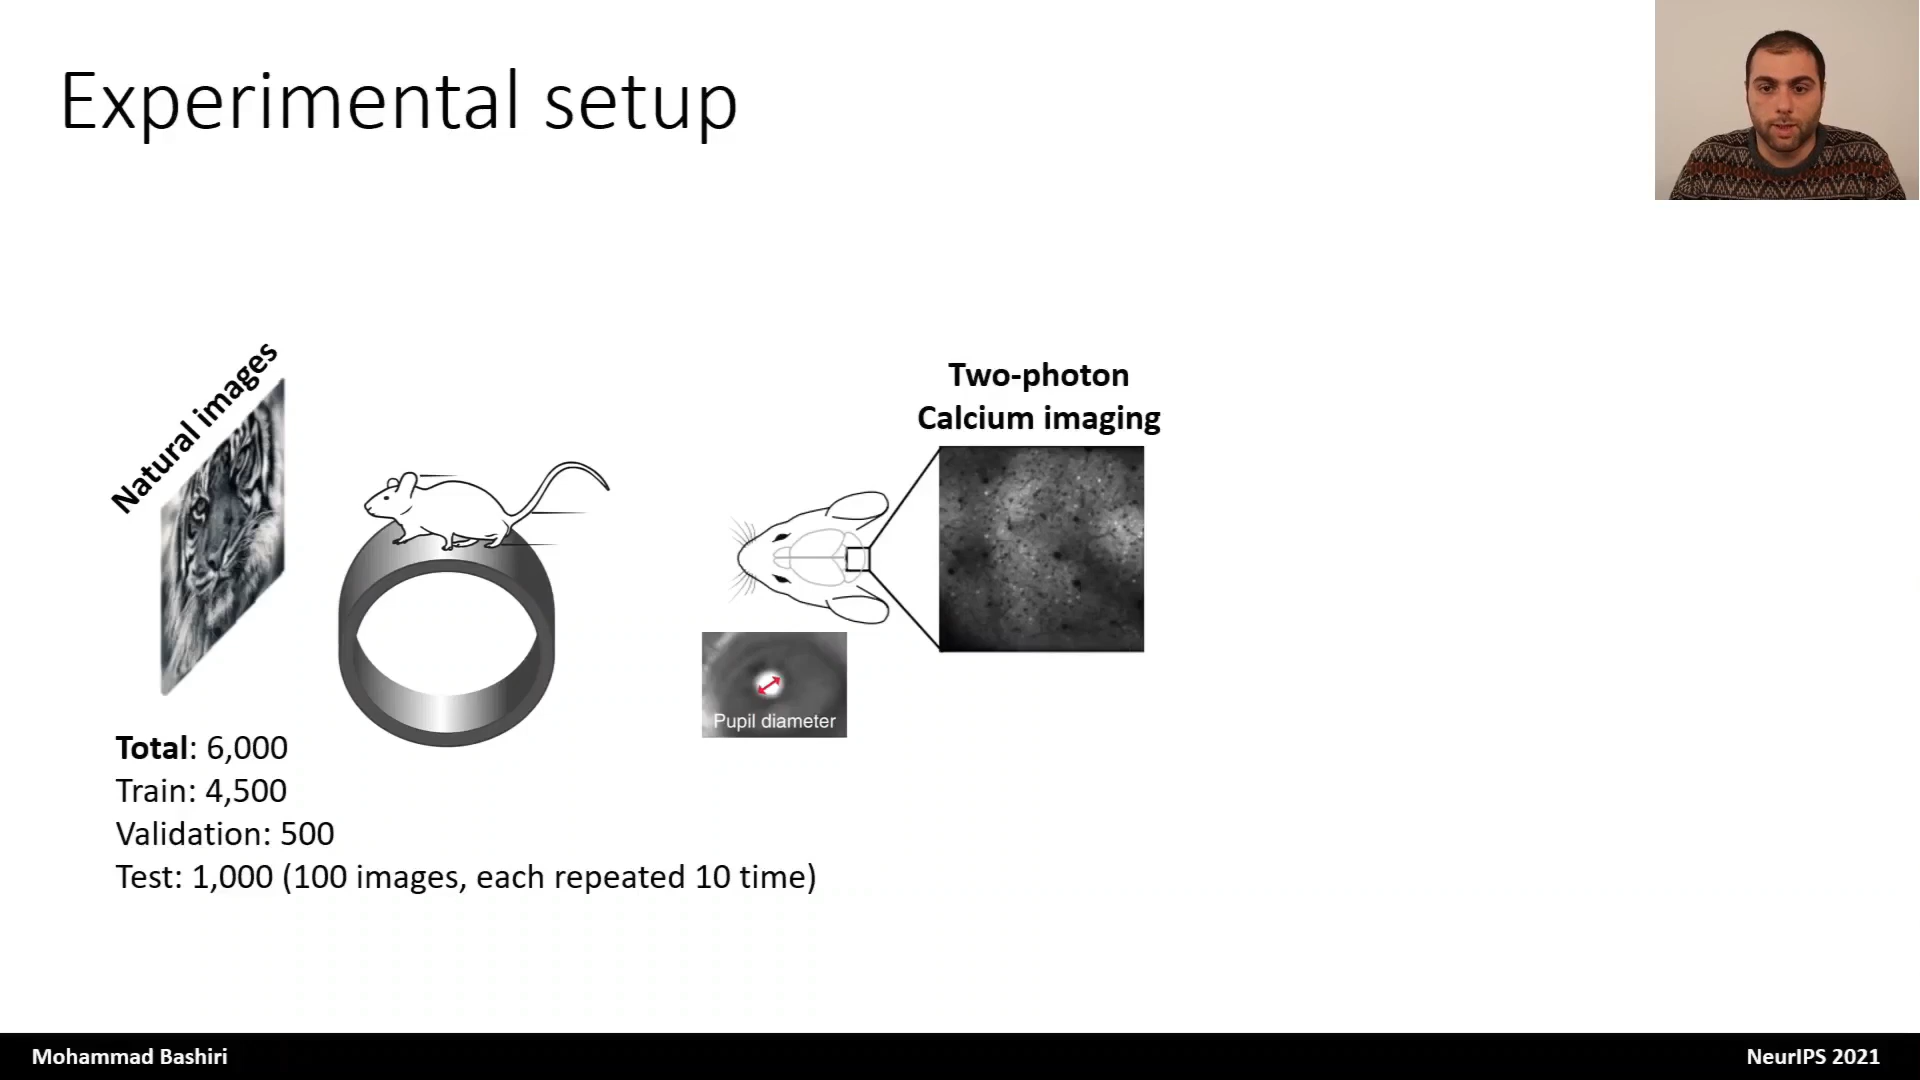 Experimental setup
Natural images
Two-photon
Calcium imaging
Pupil diameter
Total: 6,000
Train: 4,500
Validation: 500
Test: 1,000 (100 images, each repeated 10 time)
Mohammad Bashiri
NeurIPS 2021